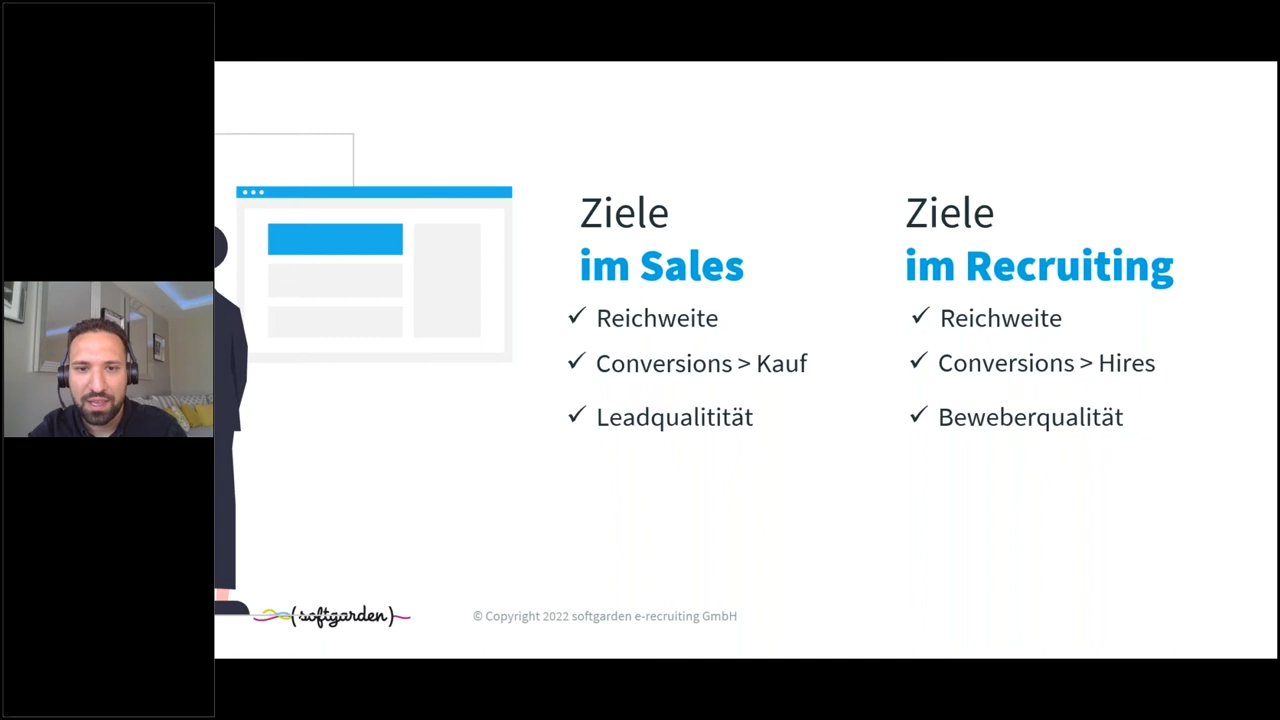 Ziele
im Sales
✓ Reichweite
✓ Conversions > Kauf
✓ Leadqualitität
Ziele
im Recruiting
✓ Reichweite
✓ Conversions > Hires
✓ Beweberqualität
(softgarden)
© Copyright 2022 softgarden e-recruiting GmbH